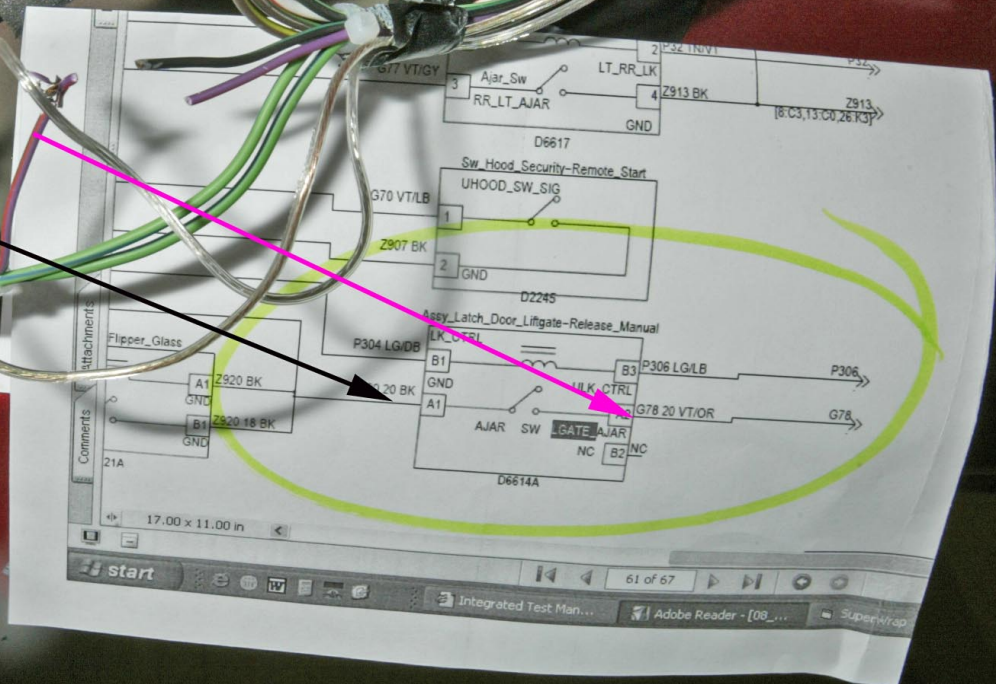 2
P32 TN/VT
P32
G77 VT/GY
3
Ajar_Sw
RR_LT_AJAR
LT_RR_LK
4
Z913 BK
Z913
[8:C3,13:C0,26:K3]
GND
D6617
Sw_Hood_Security-Remote_Start
G70 VT/LB
1
UHOOD_SW_SIG
Z907 BK
2
GND
D2245
Assy_Latch_Door_Liftgate-Release_Manual
P304 LG/DB
LK_CTRL
B1
B3
P306 LG/LB
P306
GND
ULK_CTRL
20 BK
A1
A2
G78 20 VT/OR
G78
AJAR SW
LGATE_AJAR
NC
B2
NC
D6614A
Flipper_Glass
A1
Z920 BK
GND
B1
Z920 18 BK
GND
21A
Attachments
Comments
17.00 x 11.00 in
61 of 67
start
W
Integrated Test Man...
Adobe Reader - [08_...
SuperWrap